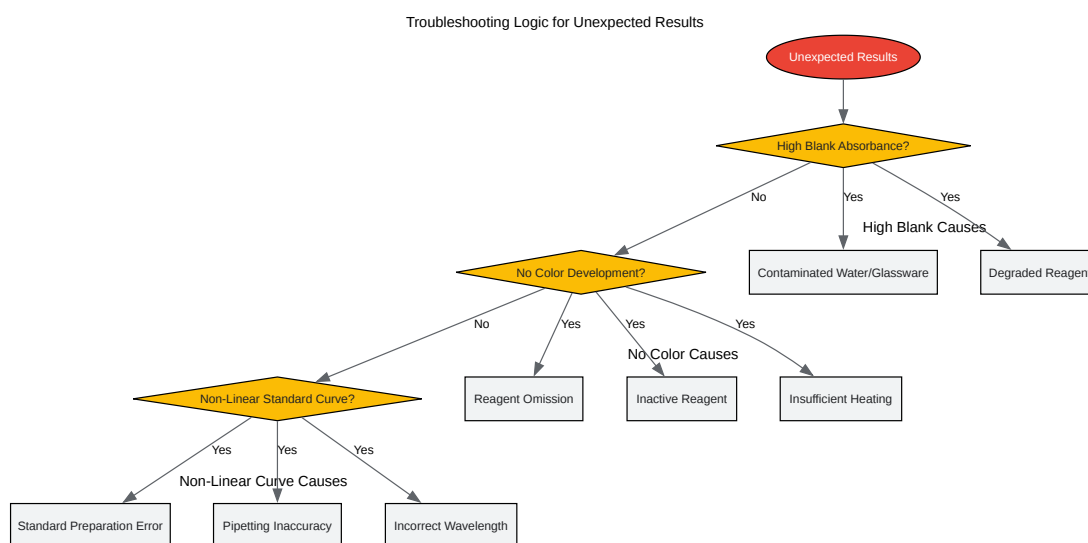 Troubleshooting Logic for Unexpected Results
Unexpected Results
High Blank Absorbance?
No
Yes
Yes
High Blank Causes
No Color Development?
Contaminated Water/Glassware
Degraded Reagent
No
Yes
Yes
Yes
No Color Causes
Non-Linear Standard Curve?
Reagent Omission
Inactive Reagent
Insufficient Heating
Yes
Yes
Yes
Non-Linear Curve Causes
Standard Preparation Error
Pipetting Inaccuracy
Incorrect Wavelength